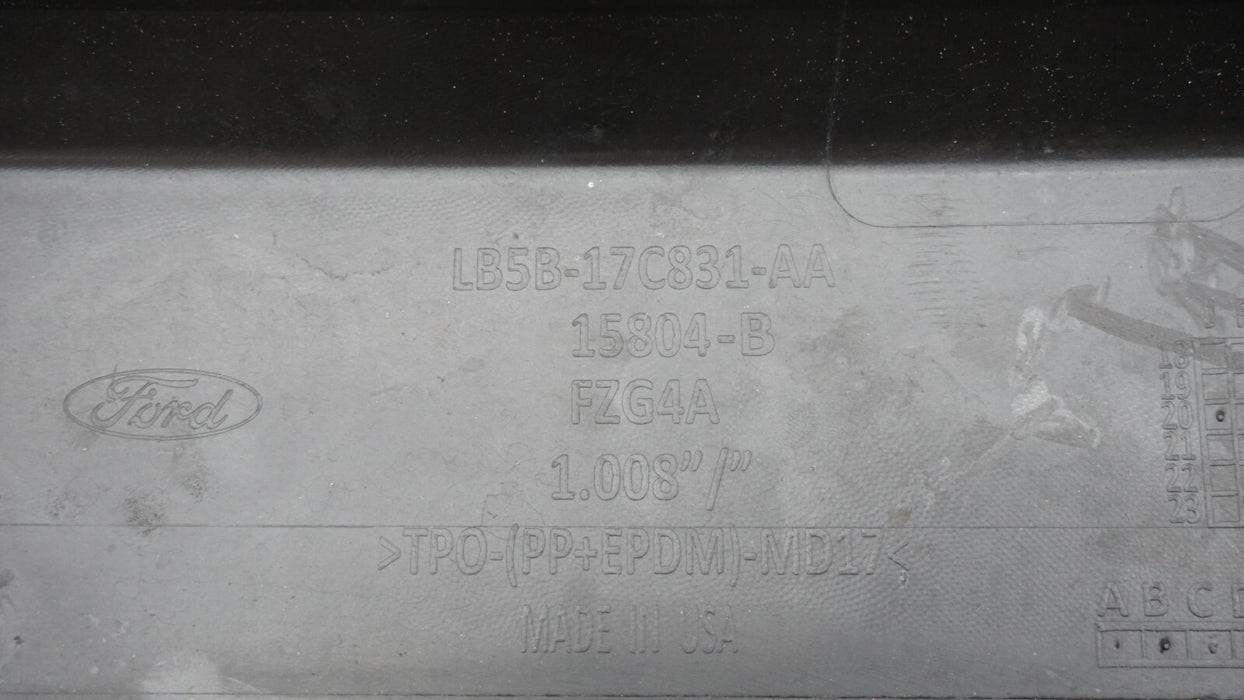 LB5B-17C831-AA
15804-B
FZG4A
Ford
1.008”/”
>TPO-(PP+EPDM)-MD17<
MADE IN USA
J
18
19
20
21
22
23
A B C D